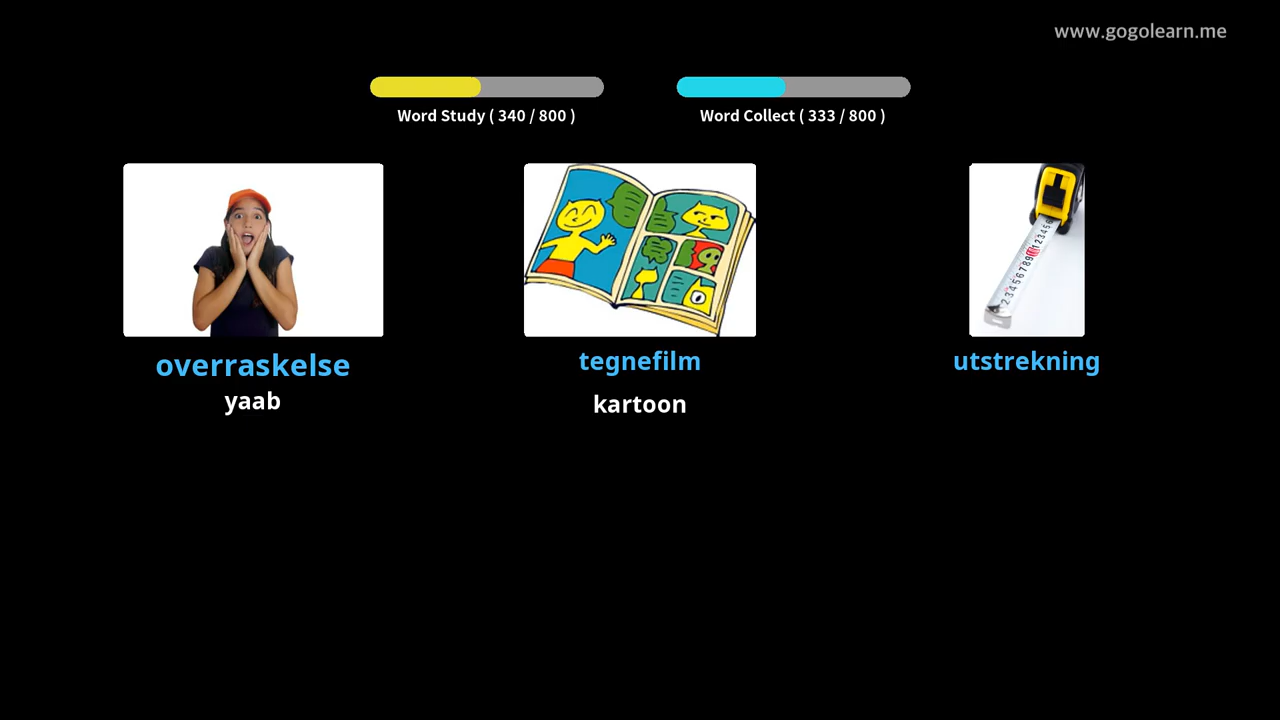 www.gogolearn.me
Word Study ( 340 / 800 )
Word Collect ( 333 / 800 )
overraskelse
yaab
tegnefilm
kartoon
utstrekning